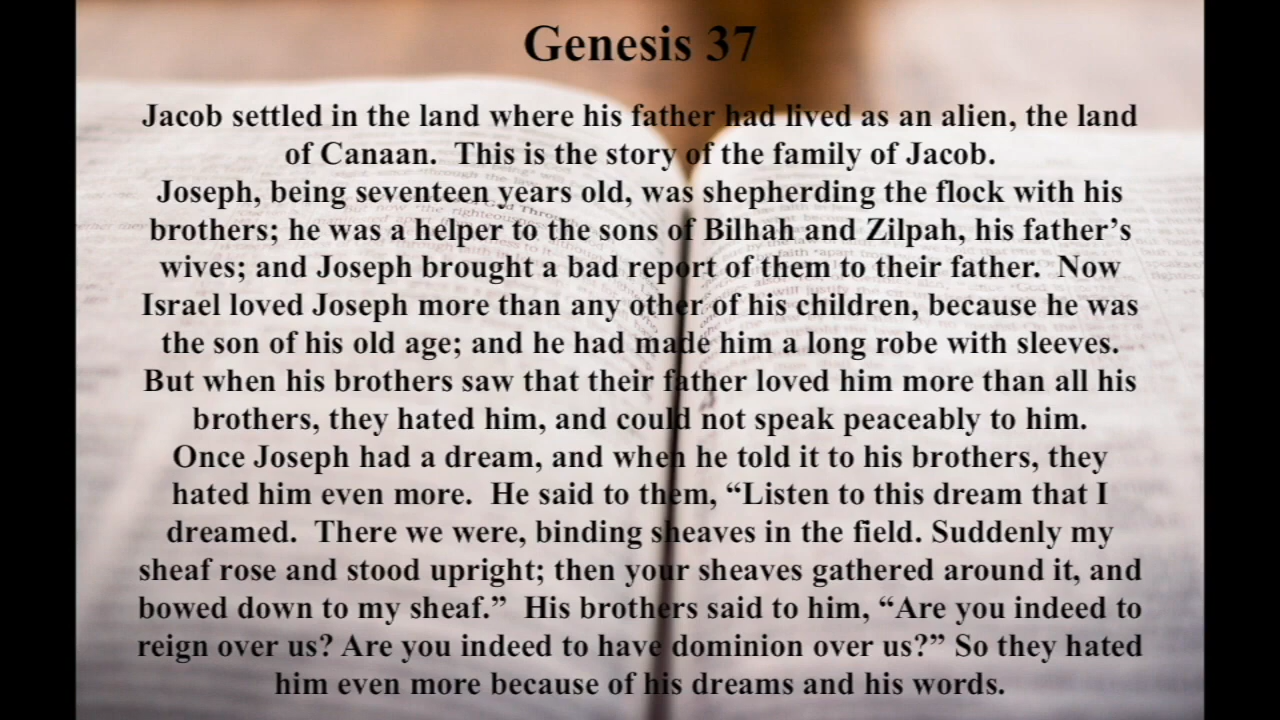 Genesis 37
Jacob settled in the land where his father had lived as an alien, the land
of Canaan.  This is the story of the family of Jacob.
Joseph, being seventeen years old, was shepherding the flock with his
brothers; he was a helper to the sons of Bilhah and Zilpah, his father’s
wives; and Joseph brought a bad report of them to their father.  Now
Israel loved Joseph more than any other of his children, because he was
the son of his old age; and he had made him a long robe with sleeves.
But when his brothers saw that their father loved him more than all his
brothers, they hated him, and could not speak peaceably to him.
Once Joseph had a dream, and when he told it to his brothers, they
hated him even more.  He said to them, “Listen to this dream that I
dreamed.  There we were, binding sheaves in the field. Suddenly my
sheaf rose and stood upright; then your sheaves gathered around it, and
bowed down to my sheaf.”  His brothers said to him, “Are you indeed to
reign over us? Are you indeed to have dominion over us?” So they hated
him even more because of his dreams and his words.